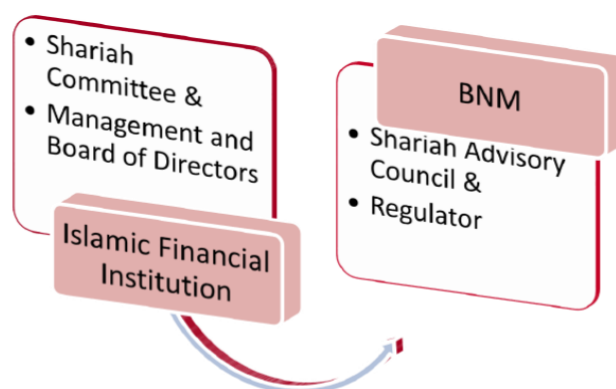 • Shariah
Committee &
• Management and
Board of Directors
Islamic Financial
Institution
BNM
• Shariah Advisory
Council &
• Regulator